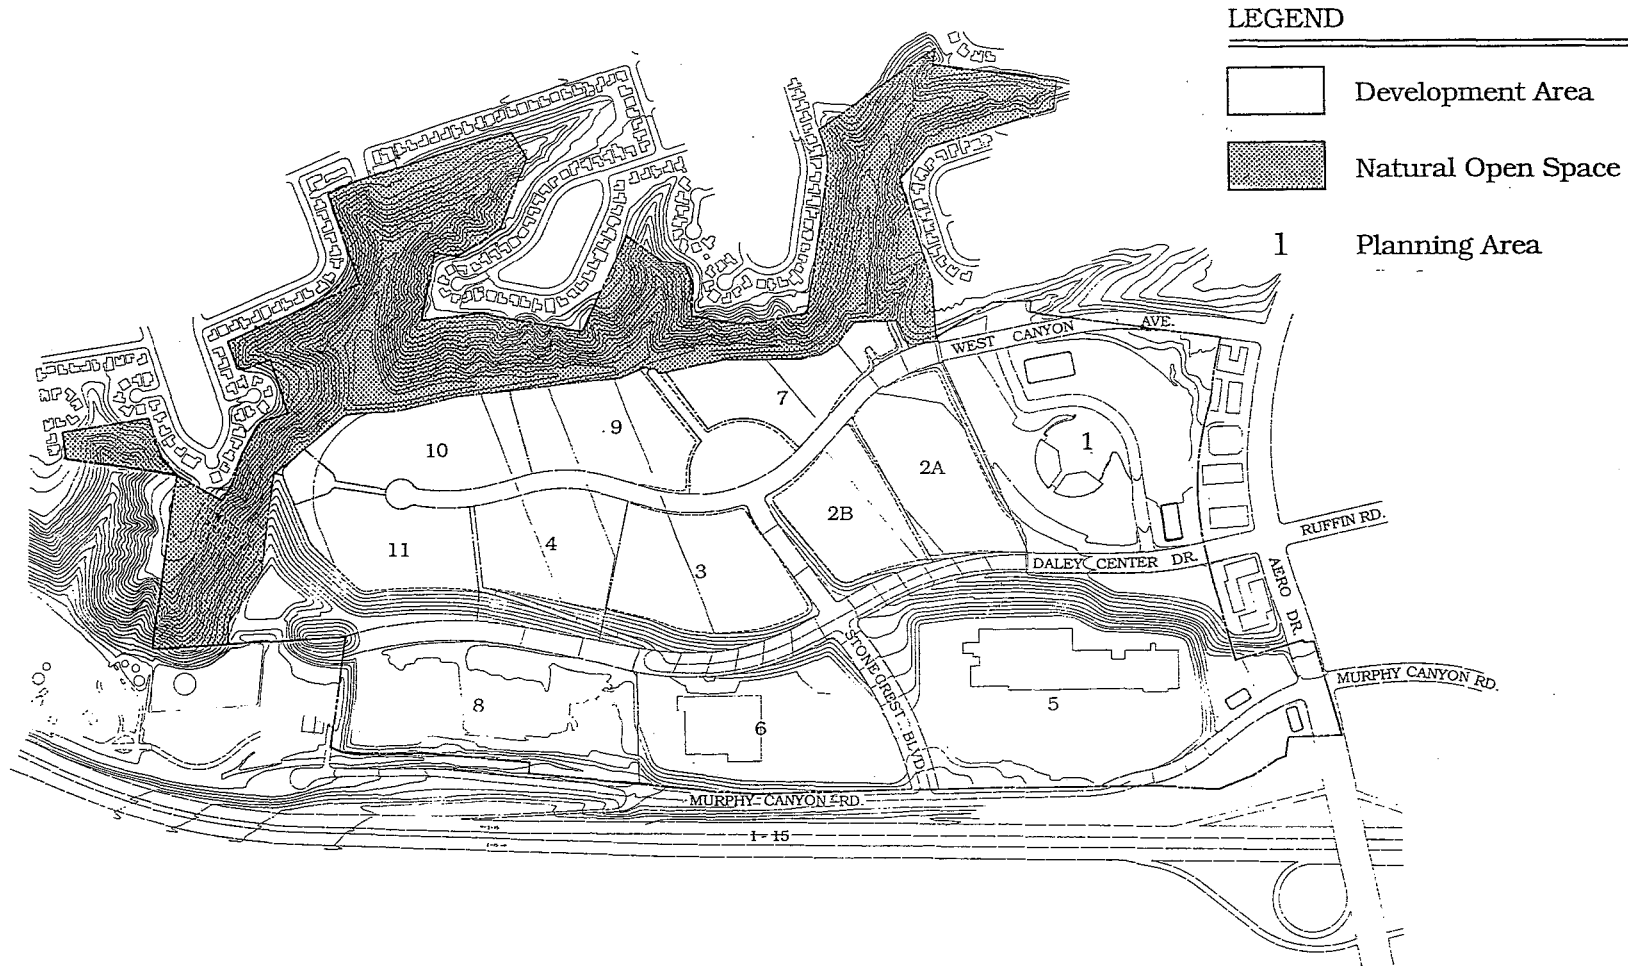 LEGEND
Development Area
Natural Open Space
1 Planning Area
WEST CANYON AVE.
7
9
10
1
2A
2B
RUFFIN RD.
11
4
3
DALEY CENTER DR.
AERO DR.
STONECREST BLVD.
MURPHY CANYON RD.
8
6
5
MURPHY CANYON RD.
I-15